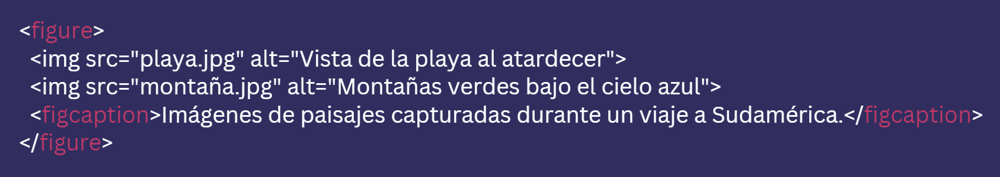 <figure>
<img src="playa.jpg" alt="Vista de la playa al atardecer">
<img src="montaña.jpg" alt="Montañas verdes bajo el cielo azul">
<figcaption>Imágenes de paisajes capturadas durante un viaje a Sudamérica.</figcaption>
</figure>